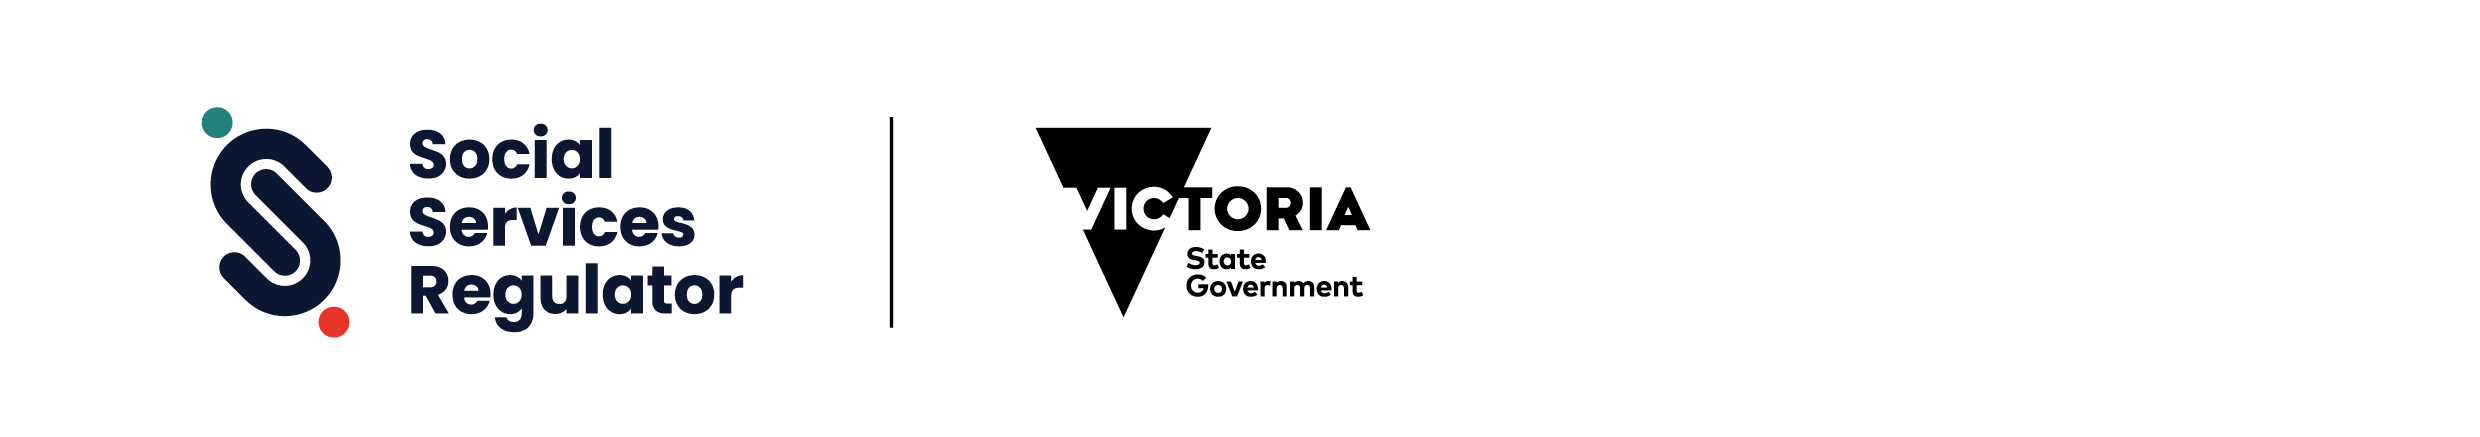 Social
Services
Regulator
VICTORIA
State
Government